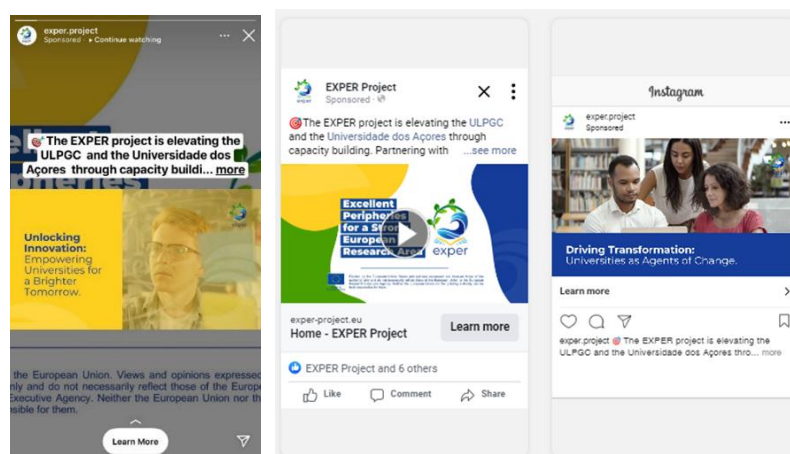 exper.project
Sponsored · ▸ Continue watching
🎯 The EXPER project is elevating the
ULPGC and the Universidade dos
Açores through capacity buildi... more
Unlocking
Innovation:
Empowering
Universities for
a Brighter
Tomorrow.
the European Union. Views and opinions expressed
nly and do not necessarily reflect those of the Europe
Executive Agency. Neither the European Union nor th
sible for them.
Learn More
EXPER Project
Sponsored ·
🎯The EXPER project is elevating the ULPGC
and the Universidade dos Açores through
capacity building. Partnering with ...see more
Excellent
Peripheries
for a Strong
European
Research Area
exper
exper-project.eu
Home - EXPER Project
Learn more
EXPER Project and 6 others
Like Comment Share
Instagram
exper.project
Sponsored
Driving Transformation:
Universities as Agents of Change.
Learn more
exper.project 🎯 The EXPER project is elevating the
ULPGC and the Universidade dos Açores thro... more